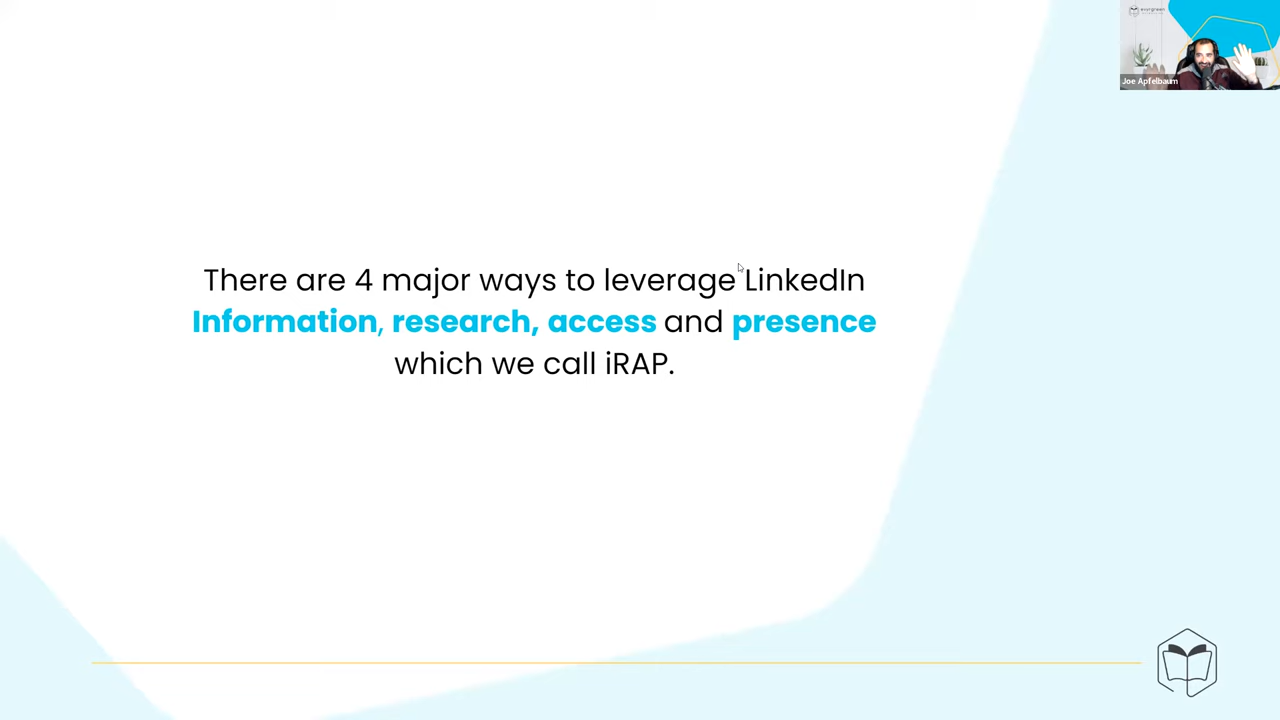 evergreen
Joe Apfelbaum
There are 4 major ways to leverage LinkedIn
Information, research, access and presence
which we call iRAP.